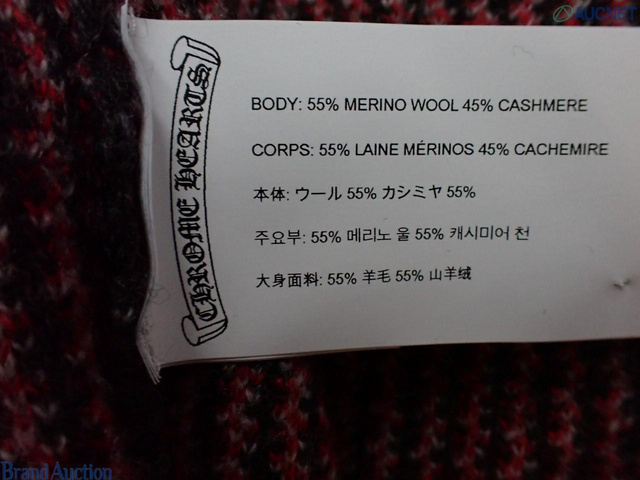 AUCNET
CHROME HEARTS
BODY: 55% MERINO WOOL 45% CASHMERE
CORPS: 55% LAINE MÉRINOS 45% CACHEMIRE
本体: ウール 55% カシミヤ 55%
주요부: 55% 메리노 울 55% 캐시미어 천
大身面料: 55% 羊毛 55% 山羊绒
Brand Auction